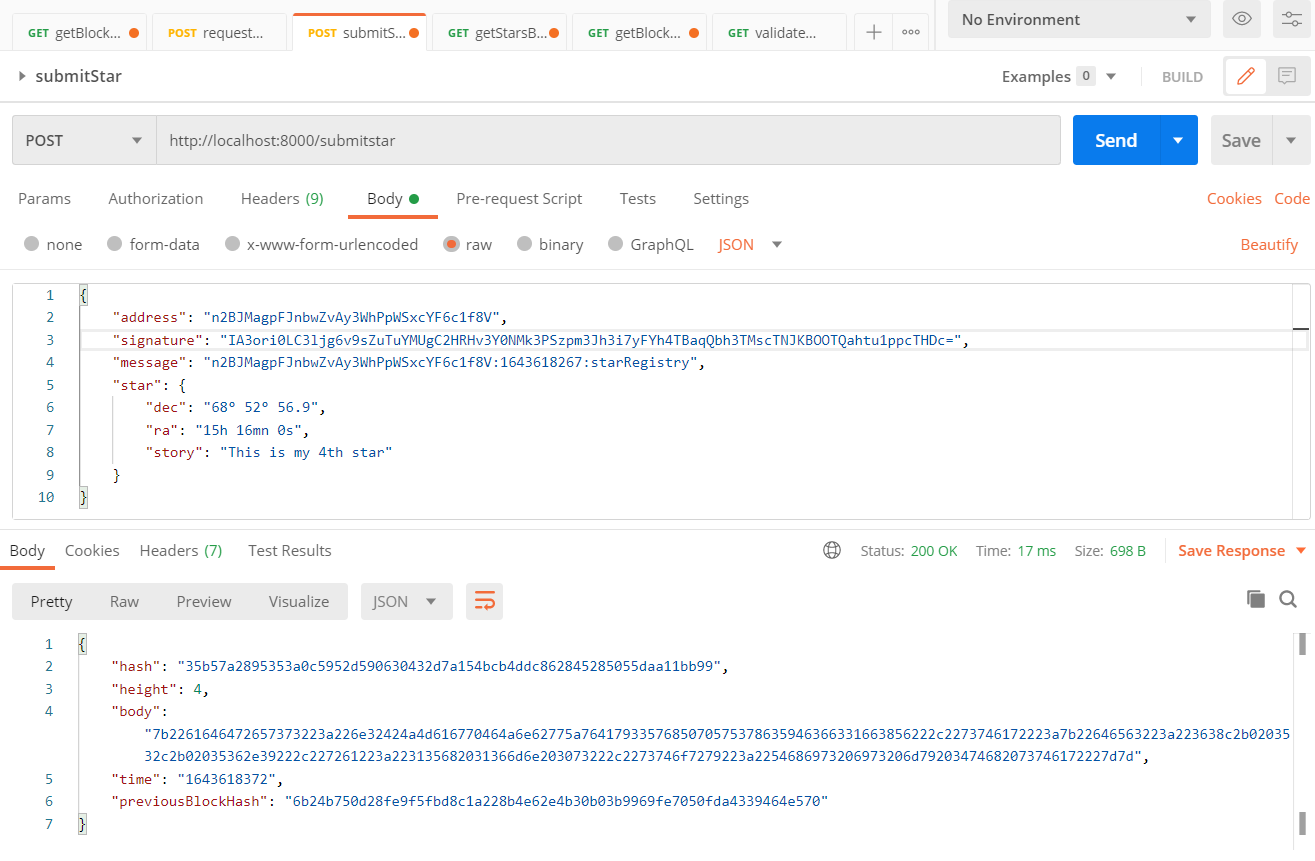 GET getBlock... POST request... POST submitS... GET getStarsB... GET getBlock... GET validate... No Environment
submitStar Examples 0 BUILD
POST http://localhost:8000/submitstar Send Save
Params Authorization Headers (9) Body Pre-request Script Tests Settings Cookies Code
none form-data x-www-form-urlencoded raw binary GraphQL JSON Beautify
1 {
2 "address": "n2BJMagpFJnbwZvAy3WhPpWSxcYF6c1f8V",
3 "signature": "IA3ori0LC3ljg6v9sZuTuYMUgC2HRHv3Y0NMk3PSzpm3Jh3i7yFYh4TBaqQbh3TMscTNJKBOOTQahtu1ppcTHDc=",
4 "message": "n2BJMagpFJnbwZvAy3WhPpWSxcYF6c1f8V:1643618267:starRegistry",
5 "star": {
6 "dec": "68° 52° 56.9",
7 "ra": "15h 16mn 0s",
8 "story": "This is my 4th star"
9 }
10 }
Body Cookies Headers (7) Test Results Status: 200 OK Time: 17 ms Size: 698 B Save Response
Pretty Raw Preview Visualize JSON
1 {
2 "hash": "35b57a2895353a0c5952d590630432d7a154bcb4ddc862845285055daa11bb99",
3 "height": 4,
4 "body":
"7b2261646472657373223a226e32424a4d616770464a6e62775a764179335768507057537863594636633166385622​2c2273746172223a7b22646563223a223638c2b02035
32c2b02035362e39222c227261223a223135682031366d6e203073222c2273746f7279223a2254686973206973206d79203474682073746172227d7d",
5 "time": "1643618372",
6 "previousBlockHash": "6b24b750d28fe9f5fbd8c1a228b4e62e4b30b03b9969fe7050fda4339464e570"
7 }